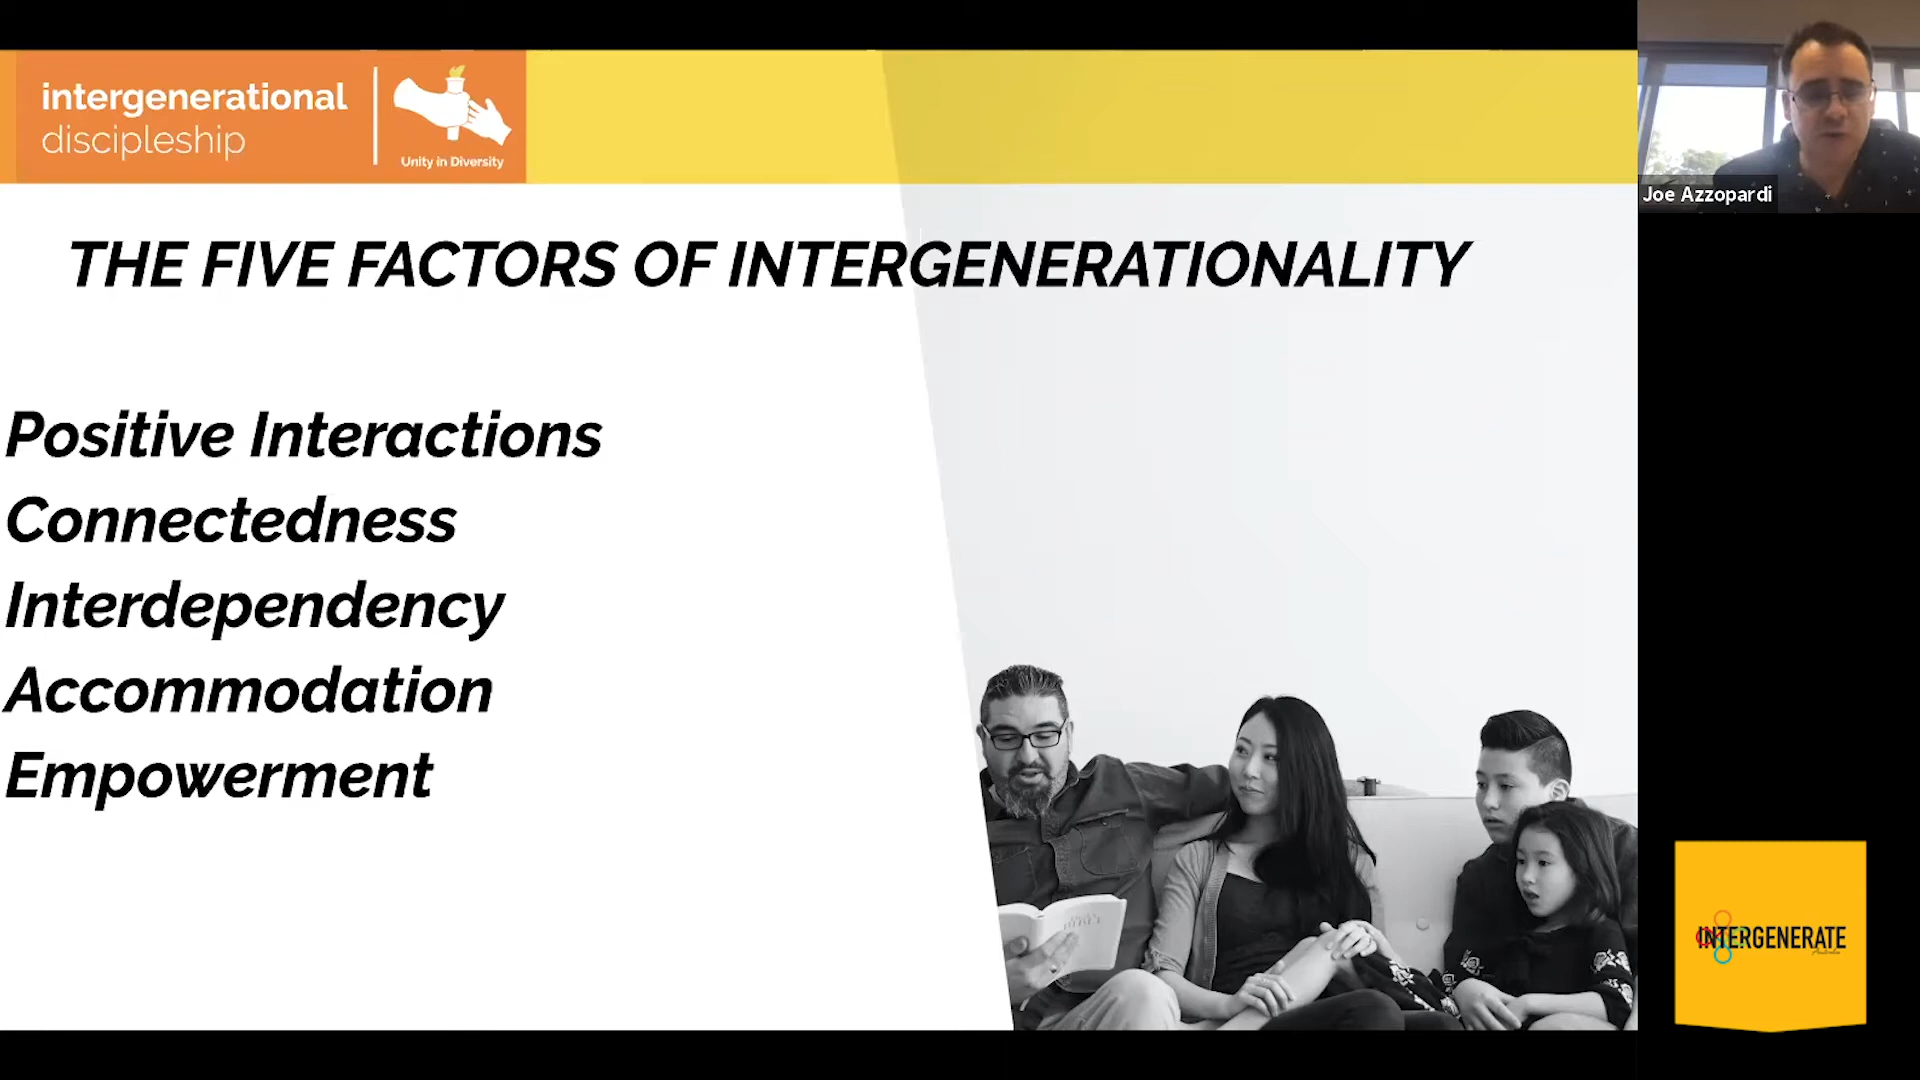 intergenerational
discipleship
Unity in Diversity
Joe Azzopardi
THE FIVE FACTORS OF INTERGENERATIONALITY
Positive Interactions
Connectedness
Interdependency
Accommodation
Empowerment
INTERGENERATE
Australia